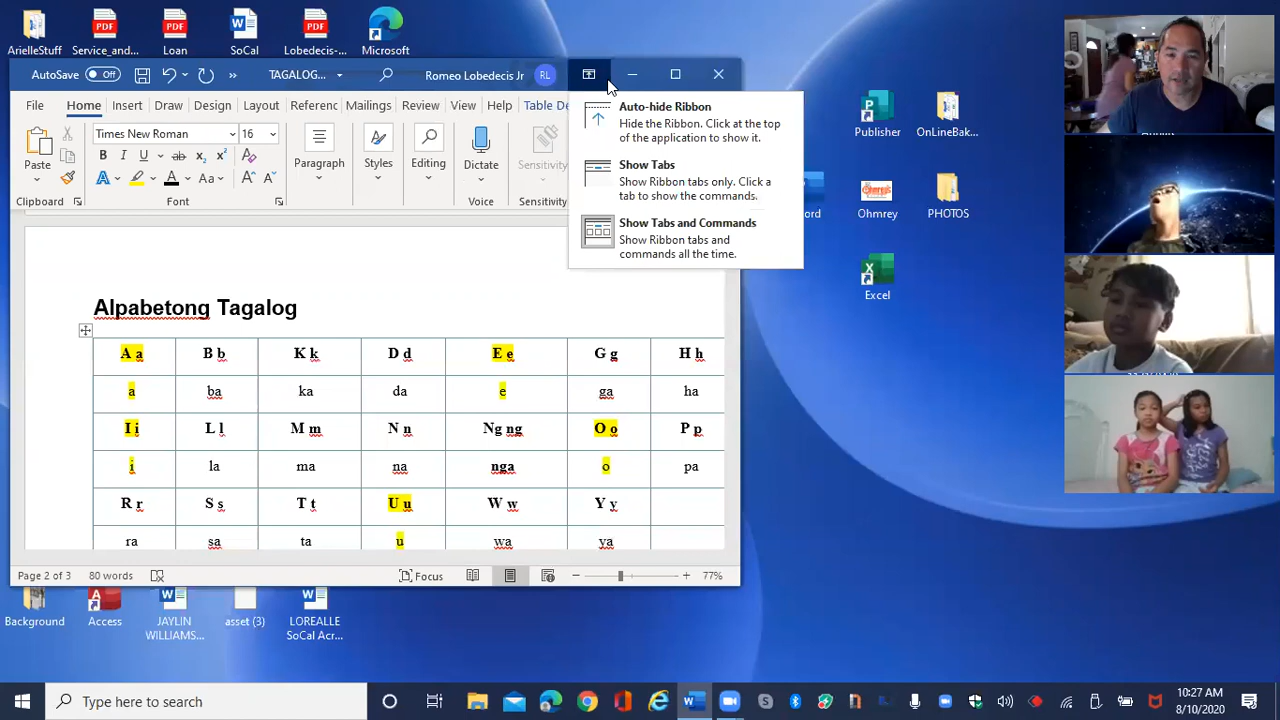 ArielleStuff
Service_and...
Loan
SoCal
Lobedecis-...
Microsoft
AutoSave Off
TAGALOG...
Romeo Lobedecis Jr
RL
File Home Insert Draw Design Layout Referenc Mailings Review View Help Table De
Times New Roman
16
Paste
Paragraph
Styles
Editing
Dictate
Sensitivity
Clipboard
Font
Voice
Sensitivity
Auto-hide Ribbon
Hide the Ribbon. Click at the top
of the application to show it.
Show Tabs
Show Ribbon tabs only. Click a
tab to show the commands.
Show Tabs and Commands
Show Ribbon tabs and
commands all the time.
Alpabetong Tagalog
A a B b K k D d E e G g H h
a ba ka da e ga ha
I i L l M m N n Ng ng O o P p
i la ma na nga o pa
R r S s T t U u W w Y y
ra sa ta u wa ya
Page 2 of 3
80 words
Focus
77%
Publisher
OnLineBak...
ord
Ohmrey
PHOTOS
Excel
Background
Access
JAYLIN
WILLIAMS...
asset (3)
LOREALLE
SoCal Acr...
Type here to search
10:27 AM
8/10/2020